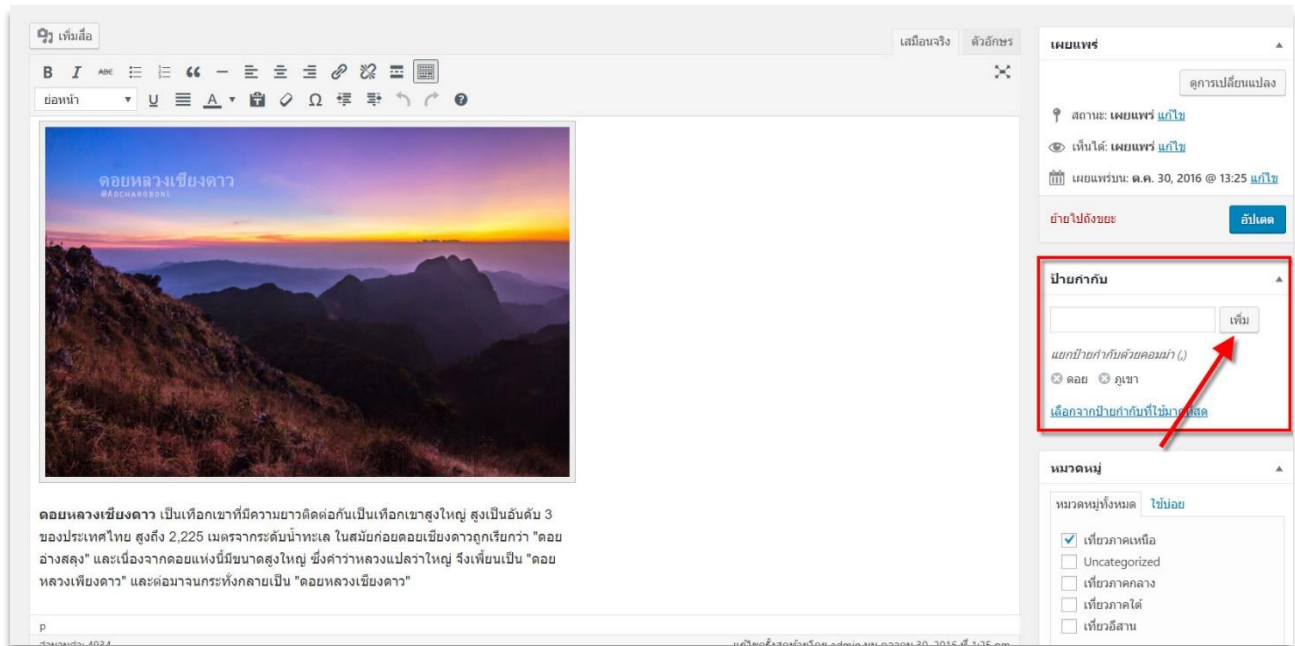 เพิ่มสื่อ
เสมือนจริง ตัวอักษร
B I ABC
ย่อหน้า U A Ω
ดอยหลวงเชียงดาว
ดอยหลวงเชียงดาว เป็นเทือกเขาที่มีความยาวติดต่อกันเป็นเทือกเขาสูงใหญ่ สูงเป็นอันดับ 3
ของประเทศไทย สูงถึง 2,225 เมตรจากระดับน้ำทะเล ในสมัยก่อยดอยเชียงดาวถูกเรียกว่า "ดอย
อ่างสลุง" และเนื่องจากดอยแห่งนี้มีขนาดสูงใหญ่ ซึ่งคำว่าหลวงแปลว่าใหญ่ จึงเพี้ยนเป็น "ดอย
หลวงเพียงดาว" และต่อมาจนกระทั่งกลายเป็น "ดอยหลวงเชียงดาว"
p
เผยแพร่
ดูการเปลี่ยนแปลง
สถานะ: เผยแพร่ แก้ไข
เห็นได้: เผยแพร่ แก้ไข
เผยแพร่บน: ต.ค. 30, 2016 @ 13:25 แก้ไข
ย้ายไปถังขยะ อัปเดต
ป้ายกำกับ
เพิ่ม
แยกป้ายกำกับด้วยคอมม่า (,)
ดอย ภูเขา
เลือกจากป้ายกำกับที่ใช้มากที่สุด
หมวดหมู่
หมวดหมู่ทั้งหมด ใช้บ่อย
เที่ยวภาคเหนือ
Uncategorized
เที่ยวภาคกลาง
เที่ยวภาคใต้
เที่ยวอีสาน